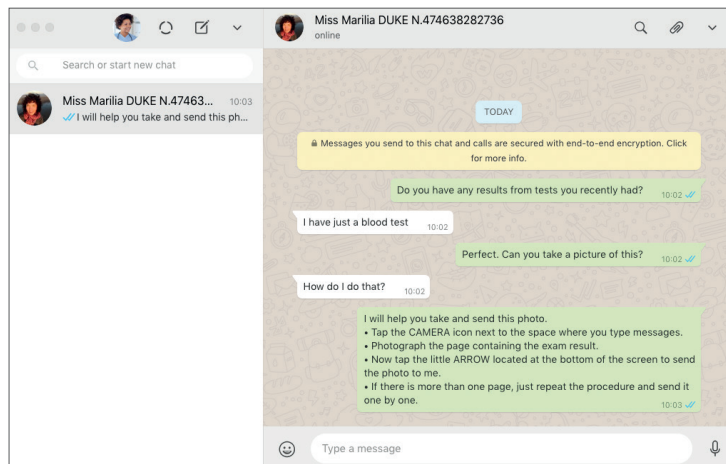 Miss Marilia DUKE N.474638282736
online
Search or start new chat
Miss Marilia DUKE N.47463... 10:03
I will help you take and send this ph...
TODAY
Messages you send to this chat and calls are secured with end-to-end encryption. Click
for more info.
Do you have any results from tests you recently had? 10:02
I have just a blood test 10:02
Perfect. Can you take a picture of this? 10:02
How do I do that? 10:02
I will help you take and send this photo.
• Tap the CAMERA icon next to the space where you type messages.
• Photograph the page containing the exam result.
• Now tap the little ARROW located at the bottom of the screen to send
the photo to me.
• If there is more than one page, just repeat the procedure and send it
one by one.
10:03
Type a message